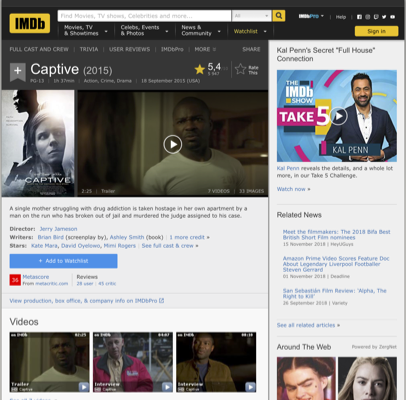 IMDb
Find Movies, TV shows, Celebrities and more...
All
IMDbPro
Help
Movies, TV
& Showtimes
Celebs, Events
& Photos
News &
Community
Watchlist
Sign in
FULL CAST AND CREW | TRIVIA | USER REVIEWS | IMDbPro | MORE
SHARE
Captive (2015)
PG-13 | 1h 37min | Action, Crime, Drama | 18 September 2015 (USA)
5,4
Rate
This
CAPTIVE
2:25 | Trailer
7 VIDEOS | 33 IMAGES
A single mother struggling with drug addiction is taken hostage in her own apartment by a
man on the run who has broken out of jail and murdered the judge assigned to his case.
Director: Jerry Jameson
Writers: Brian Bird (screenplay by), Ashley Smith (book) | 1 more credit »
Stars: Kate Mara, David Oyelowo, Mimi Rogers | See full cast & crew »
+ Add to Watchlist
36
Metascore
From metacritic.com
Reviews
28 user | 45 critic
View production, box office, & company info on IMDbPro
Videos
IMDb 02:25
Trailer
IMDb
Interview
IMDb
Interview
Kal Penn's Secret "Full House"
Connection
THE
IMDb
SHOW
TAKE 5
KAL PENN
Kal Penn reveals the details, and a whole lot
more, in our Take 5 Challenge.
Watch now »
Related News
Meet the filmmakers: The 2018 Bifa Best
British Short Film nominees
15 November 2018 | HeyUGuys
Amazon Prime Video Scores Feature Doc
About Legendary Liverpool Footballer
Steven Gerrard
01 November 2018 | Deadline
San Sebastián Film Review: 'Alpha, The
Right to Kill'
September 2018 | Variety
See all related articles »
Around The Web
Powered by ZergNet